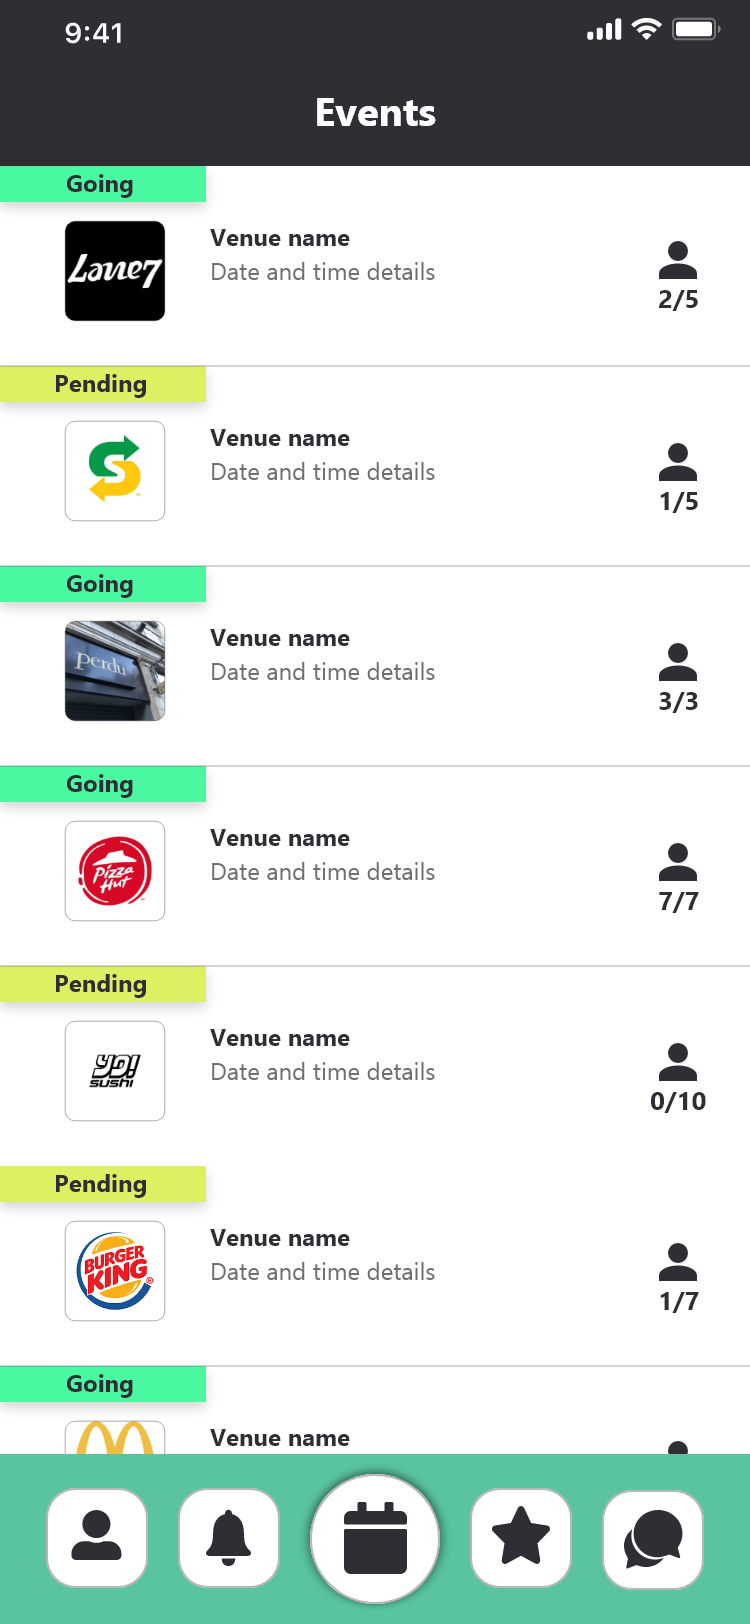 9:41
Events
Going
Lane7
Venue name
Date and time details
2/5
Pending
S
Venue name
Date and time details
1/5
Going
perdu
Venue name
Date and time details
3/3
Going
Pizza
Hut
Venue name
Date and time details
7/7
Pending
YO!
SUSHI
Venue name
Date and time details
0/10
Pending
BURGER
KING®
Venue name
Date and time details
1/7
Going
Venue name